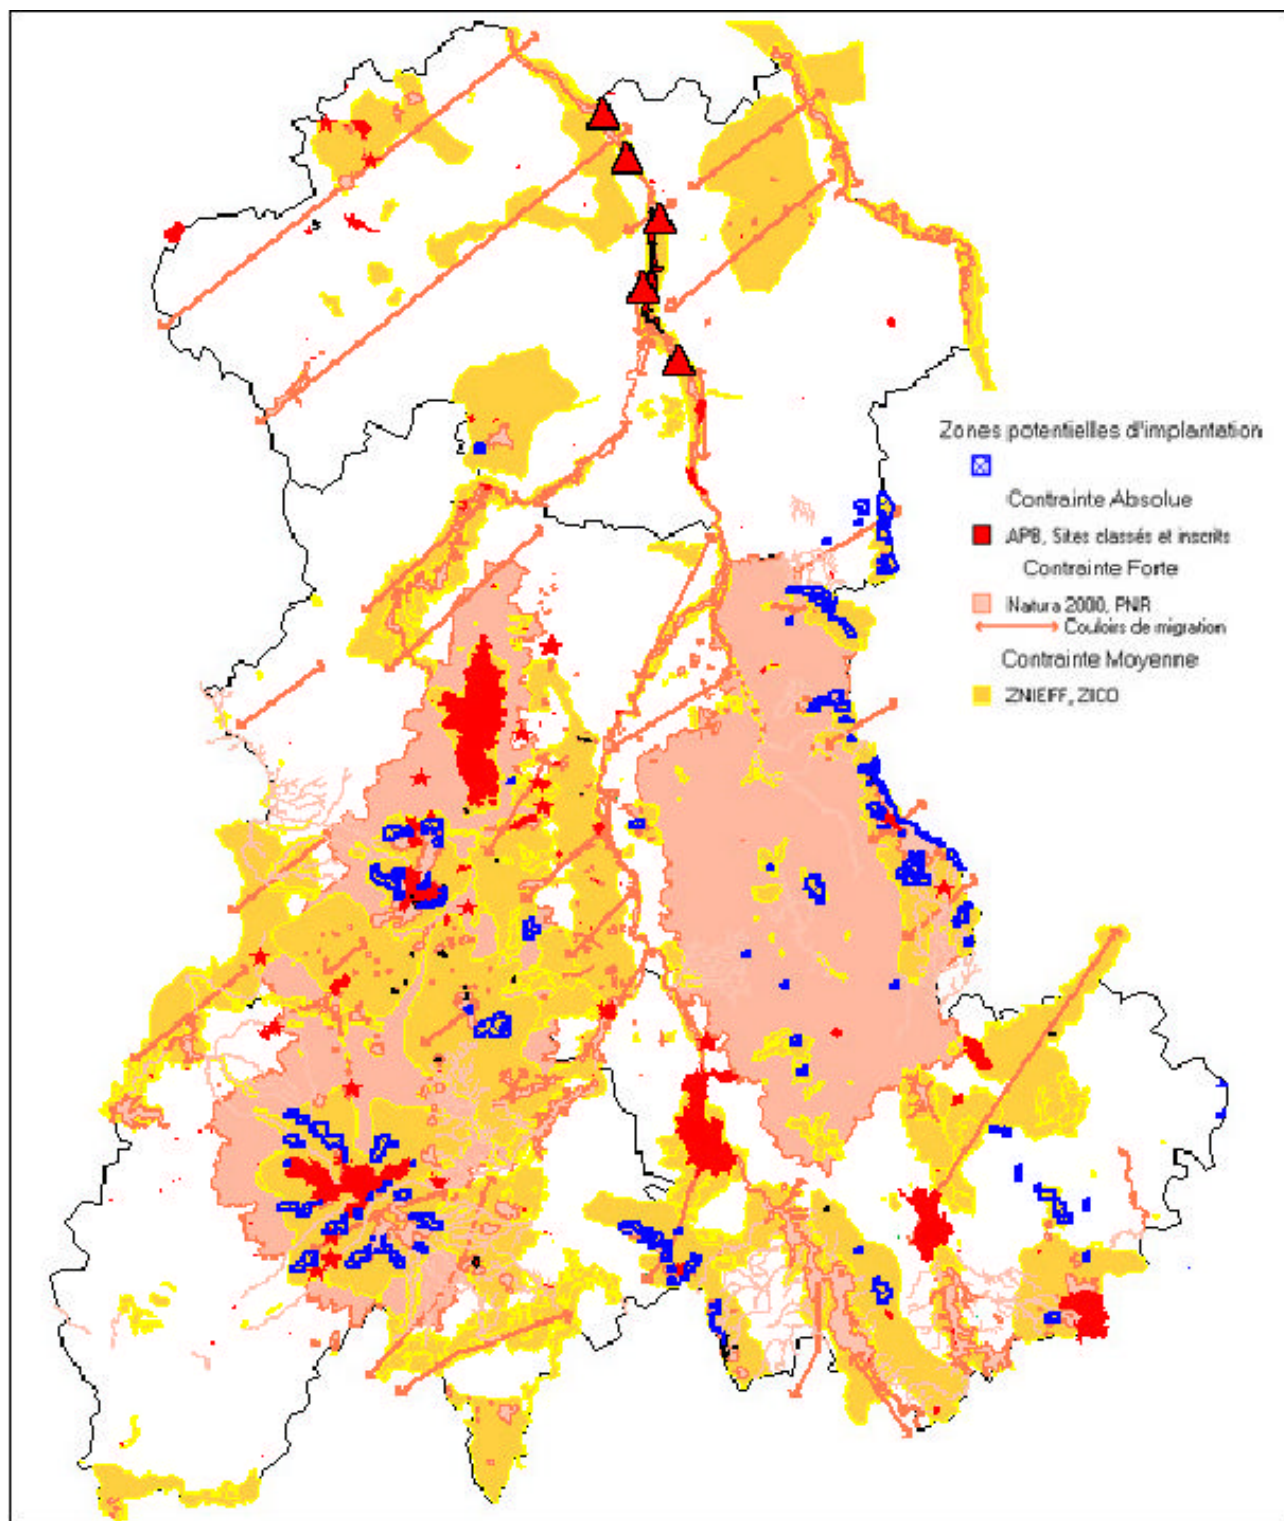 Zones potentielles d'implantation
Contrainte Absolue
APB, Sites classés et inscrits
Contrainte Forte
Natura 2000, PNR
Couloirs de migration
Contrainte Moyenne
ZNIEFF, ZICO